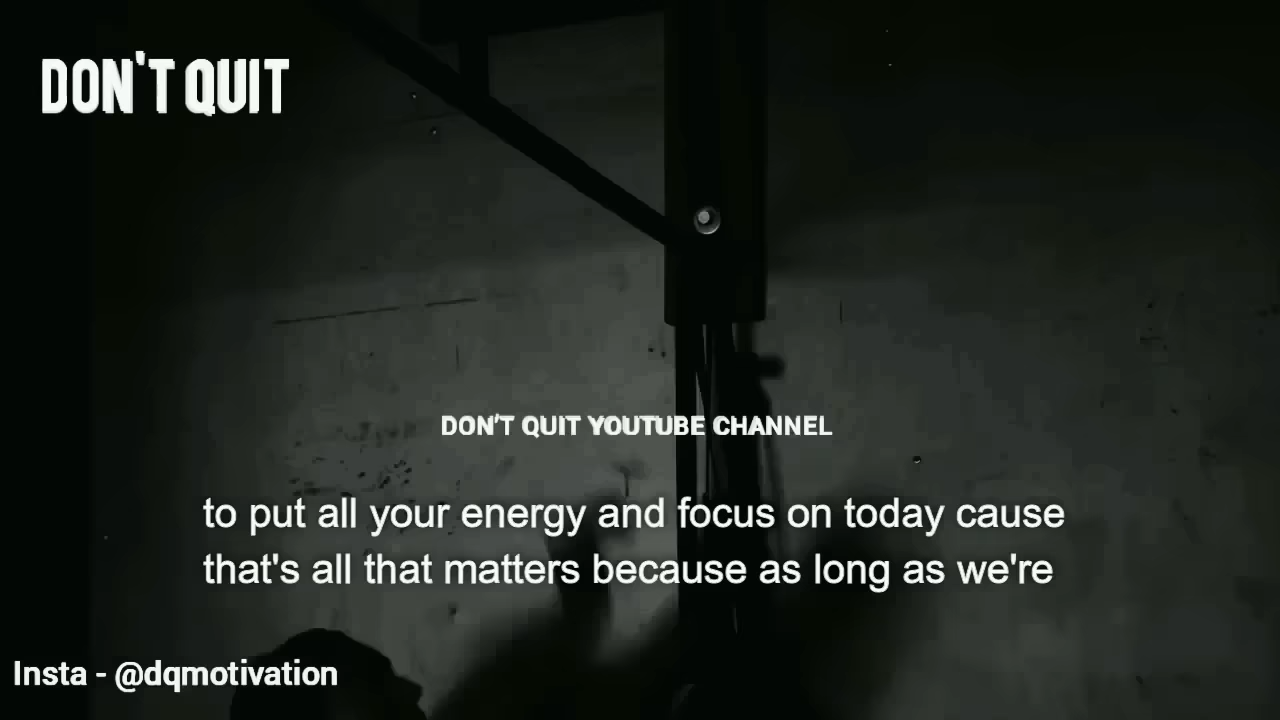 DON'T QUIT
DON'T QUIT YOUTUBE CHANNEL
to put all your energy and focus on today cause
that's all that matters because as long as we're
Insta - @dqmotivation